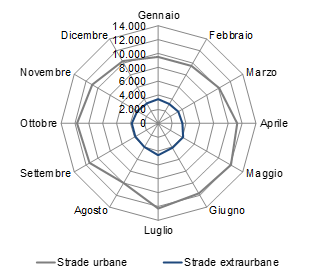 Gennaio
Febbraio
Marzo
Aprile
Maggio
Giugno
Luglio
Agosto
Settembre
Ottobre
Novembre
Dicembre
14.000
12.000
10.000
8.000
6.000
4.000
2.000
0
Strade urbane
Strade extraurbane